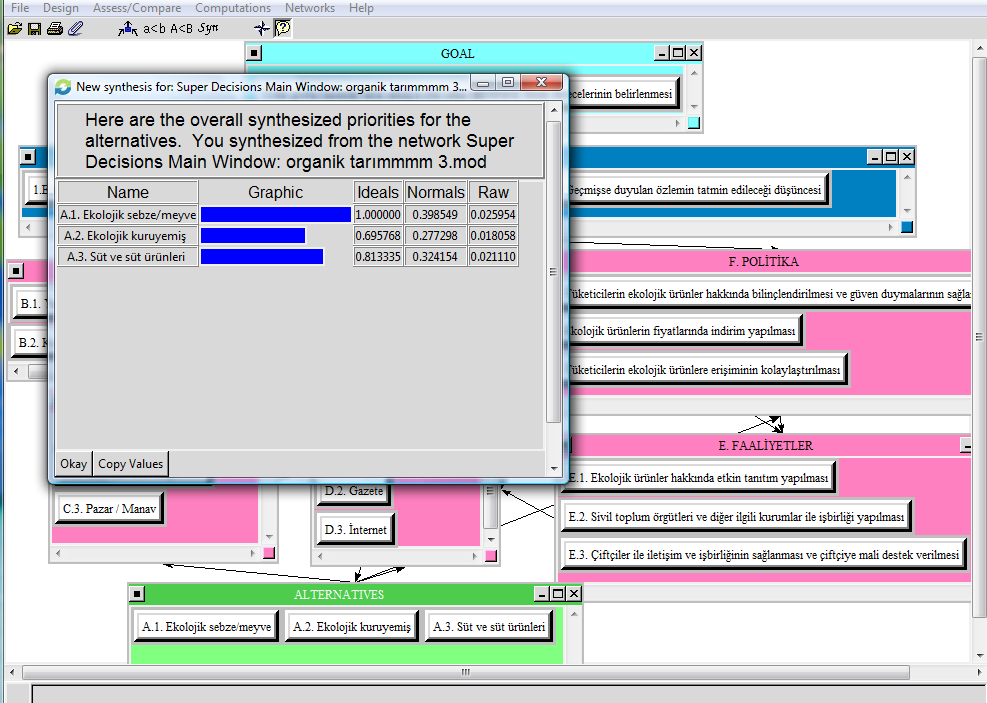 File Design Assess/Compare Computations Networks Help
a<b A<B Syn
GOAL
New synthesis for: Super Decisions Main Window: organik tarımmmm 3...
ecelerinin belirlenmesi
Here are the overall synthesized priorities for the
alternatives. You synthesized from the network Super
Decisions Main Window: organik tarımmmm 3.mod
Name Graphic Ideals Normals Raw
A.1. Ekolojik sebze/meyve 1.000000 0.398549 0.025954
A.2. Ekolojik kuruyemiş 0.695768 0.277298 0.018058
A.3. Süt ve süt ürünleri 0.813335 0.324154 0.021110
Okay Copy Values
1.E
Geçmişse duyulan özlemin tatmin edileceği düşüncesi
F. POLİTİKA
B.1. Y
B.2. K
Tüketicilerin ekolojik ürünler hakkında bilinçlendirilmesi ve güven duymalarının sağla
kolojik ürünlerin fiyatlarında indirim yapılması
Tüketicilerin ekolojik ürünlere erişiminin kolaylaştırılması
E. FAALİYETLER
E.1. Ekolojik ürünler hakkında etkin tanıtım yapılması
E.2. Sivil toplum örgütleri ve diğer ilgili kurumlar ile işbirliği yapılması
E.3. Çiftçiler ile iletişim ve işbirliğinin sağlanması ve çiftçiye mali destek verilmesi
C.3. Pazar / Manav
D.2. Gazete
D.3. İnternet
ALTERNATIVES
A.1. Ekolojik sebze/meyve A.2. Ekolojik kuruyemiş A.3. Süt ve süt ürünleri